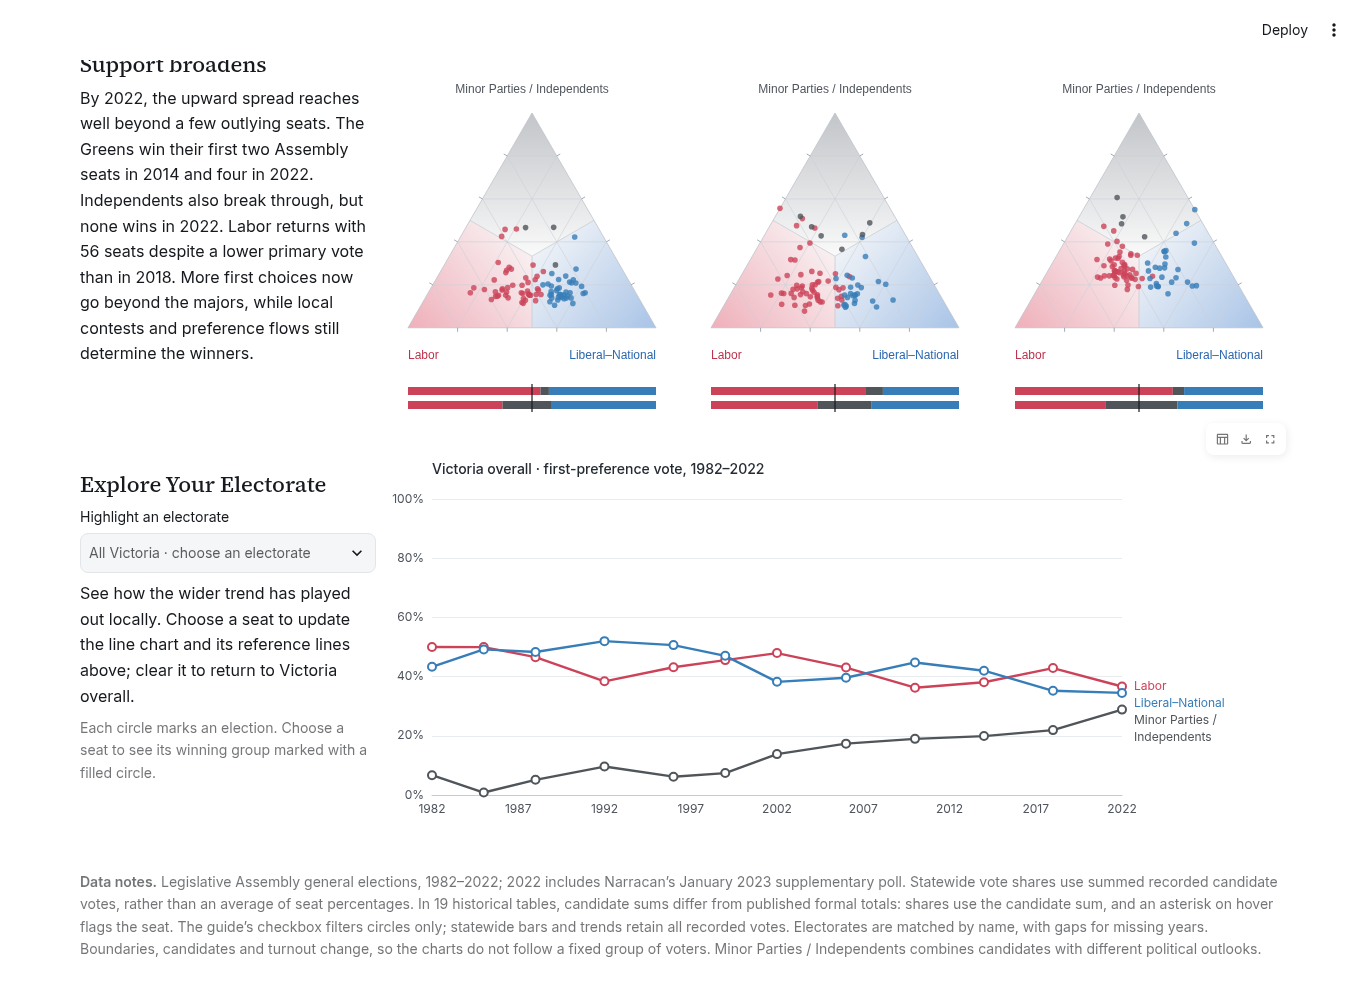 Deploy
Support broadens
By 2022, the upward spread reaches
well beyond a few outlying seats. The
Greens win their first two Assembly
seats in 2014 and four in 2022.
Independents also break through, but
none wins in 2022. Labor returns with
56 seats despite a lower primary vote
than in 2018. More first choices now
go beyond the majors, while local
contests and preference flows still
determine the winners.
Minor Parties / Independents
Labor
Liberal–National
Minor Parties / Independents
Labor
Liberal–National
Minor Parties / Independents
Labor
Liberal–National
Explore Your Electorate
Highlight an electorate
All Victoria · choose an electorate
See how the wider trend has played
out locally. Choose a seat to update
the line chart and its reference lines
above; clear it to return to Victoria
overall.
Each circle marks an election. Choose a
seat to see its winning group marked with a
filled circle.
Victoria overall · first-preference vote, 1982–2022
100%
80%
60%
40%
20%
0%
1982
1987
1992
1997
2002
2007
2012
2017
2022
Labor
Liberal–National
Minor Parties /
Independents
Data notes. Legislative Assembly general elections, 1982–2022; 2022 includes Narracan’s January 2023 supplementary poll. Statewide vote shares use summed recorded candidate
votes, rather than an average of seat percentages. In 19 historical tables, candidate sums differ from published formal totals: shares use the candidate sum, and an asterisk on hover
flags the seat. The guide’s checkbox filters circles only; statewide bars and trends retain all recorded votes. Electorates are matched by name, with gaps for missing years.
Boundaries, candidates and turnout change, so the charts do not follow a fixed group of voters. Minor Parties / Independents combines candidates with different political outlooks.